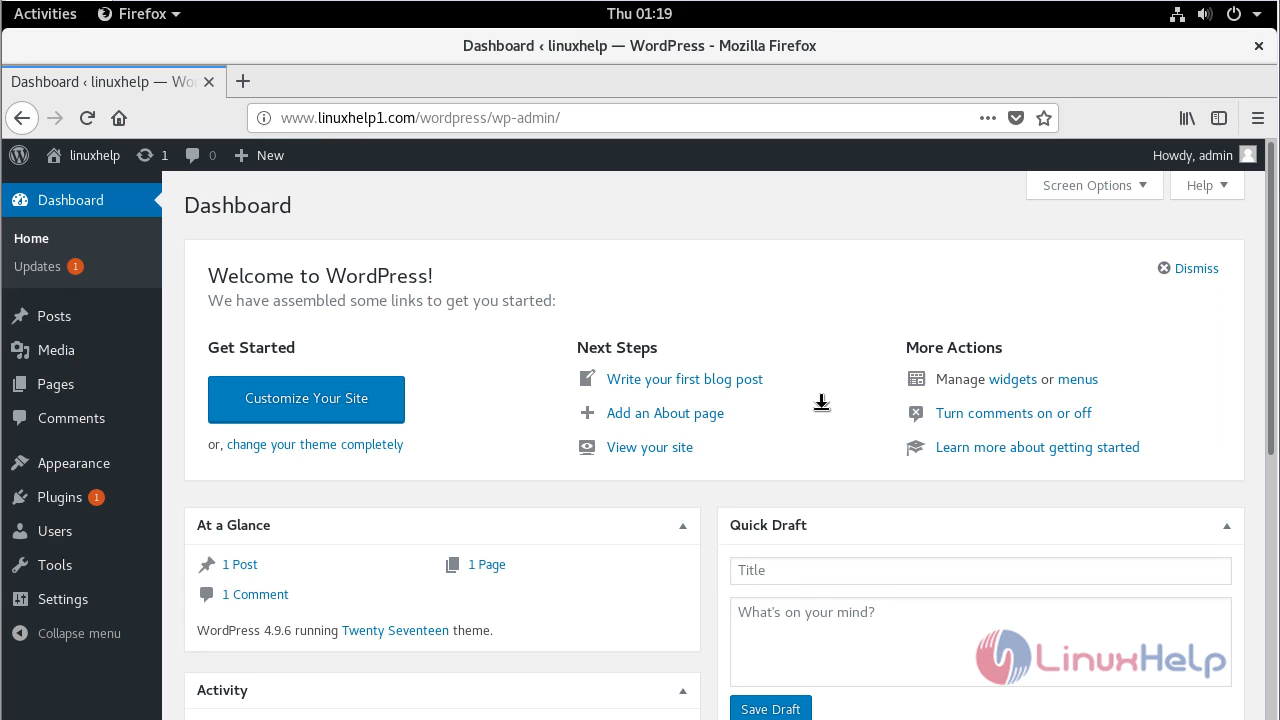 Activities Firefox Thu 01:19
Dashboard ‹ linuxhelp — WordPress - Mozilla Firefox
Dashboard ‹ linuxhelp — Wo
www.linuxhelp1.com/wordpress/wp-admin/
linuxhelp 1 0 New Howdy, admin
Dashboard
Home
Updates 1
Posts
Media
Pages
Comments
Appearance
Plugins 1
Users
Tools
Settings
Collapse menu
Screen Options Help
Dashboard
Welcome to WordPress!
We have assembled some links to get you started:
Dismiss
Get Started
Customize Your Site
or, change your theme completely
Next Steps
Write your first blog post
Add an About page
View your site
More Actions
Manage widgets or menus
Turn comments on or off
Learn more about getting started
At a Glance
1 Post 1 Page
1 Comment
WordPress 4.9.6 running Twenty Seventeen theme.
Activity
Quick Draft
Title
What's on your mind?
LinuxHelp
Save Draft